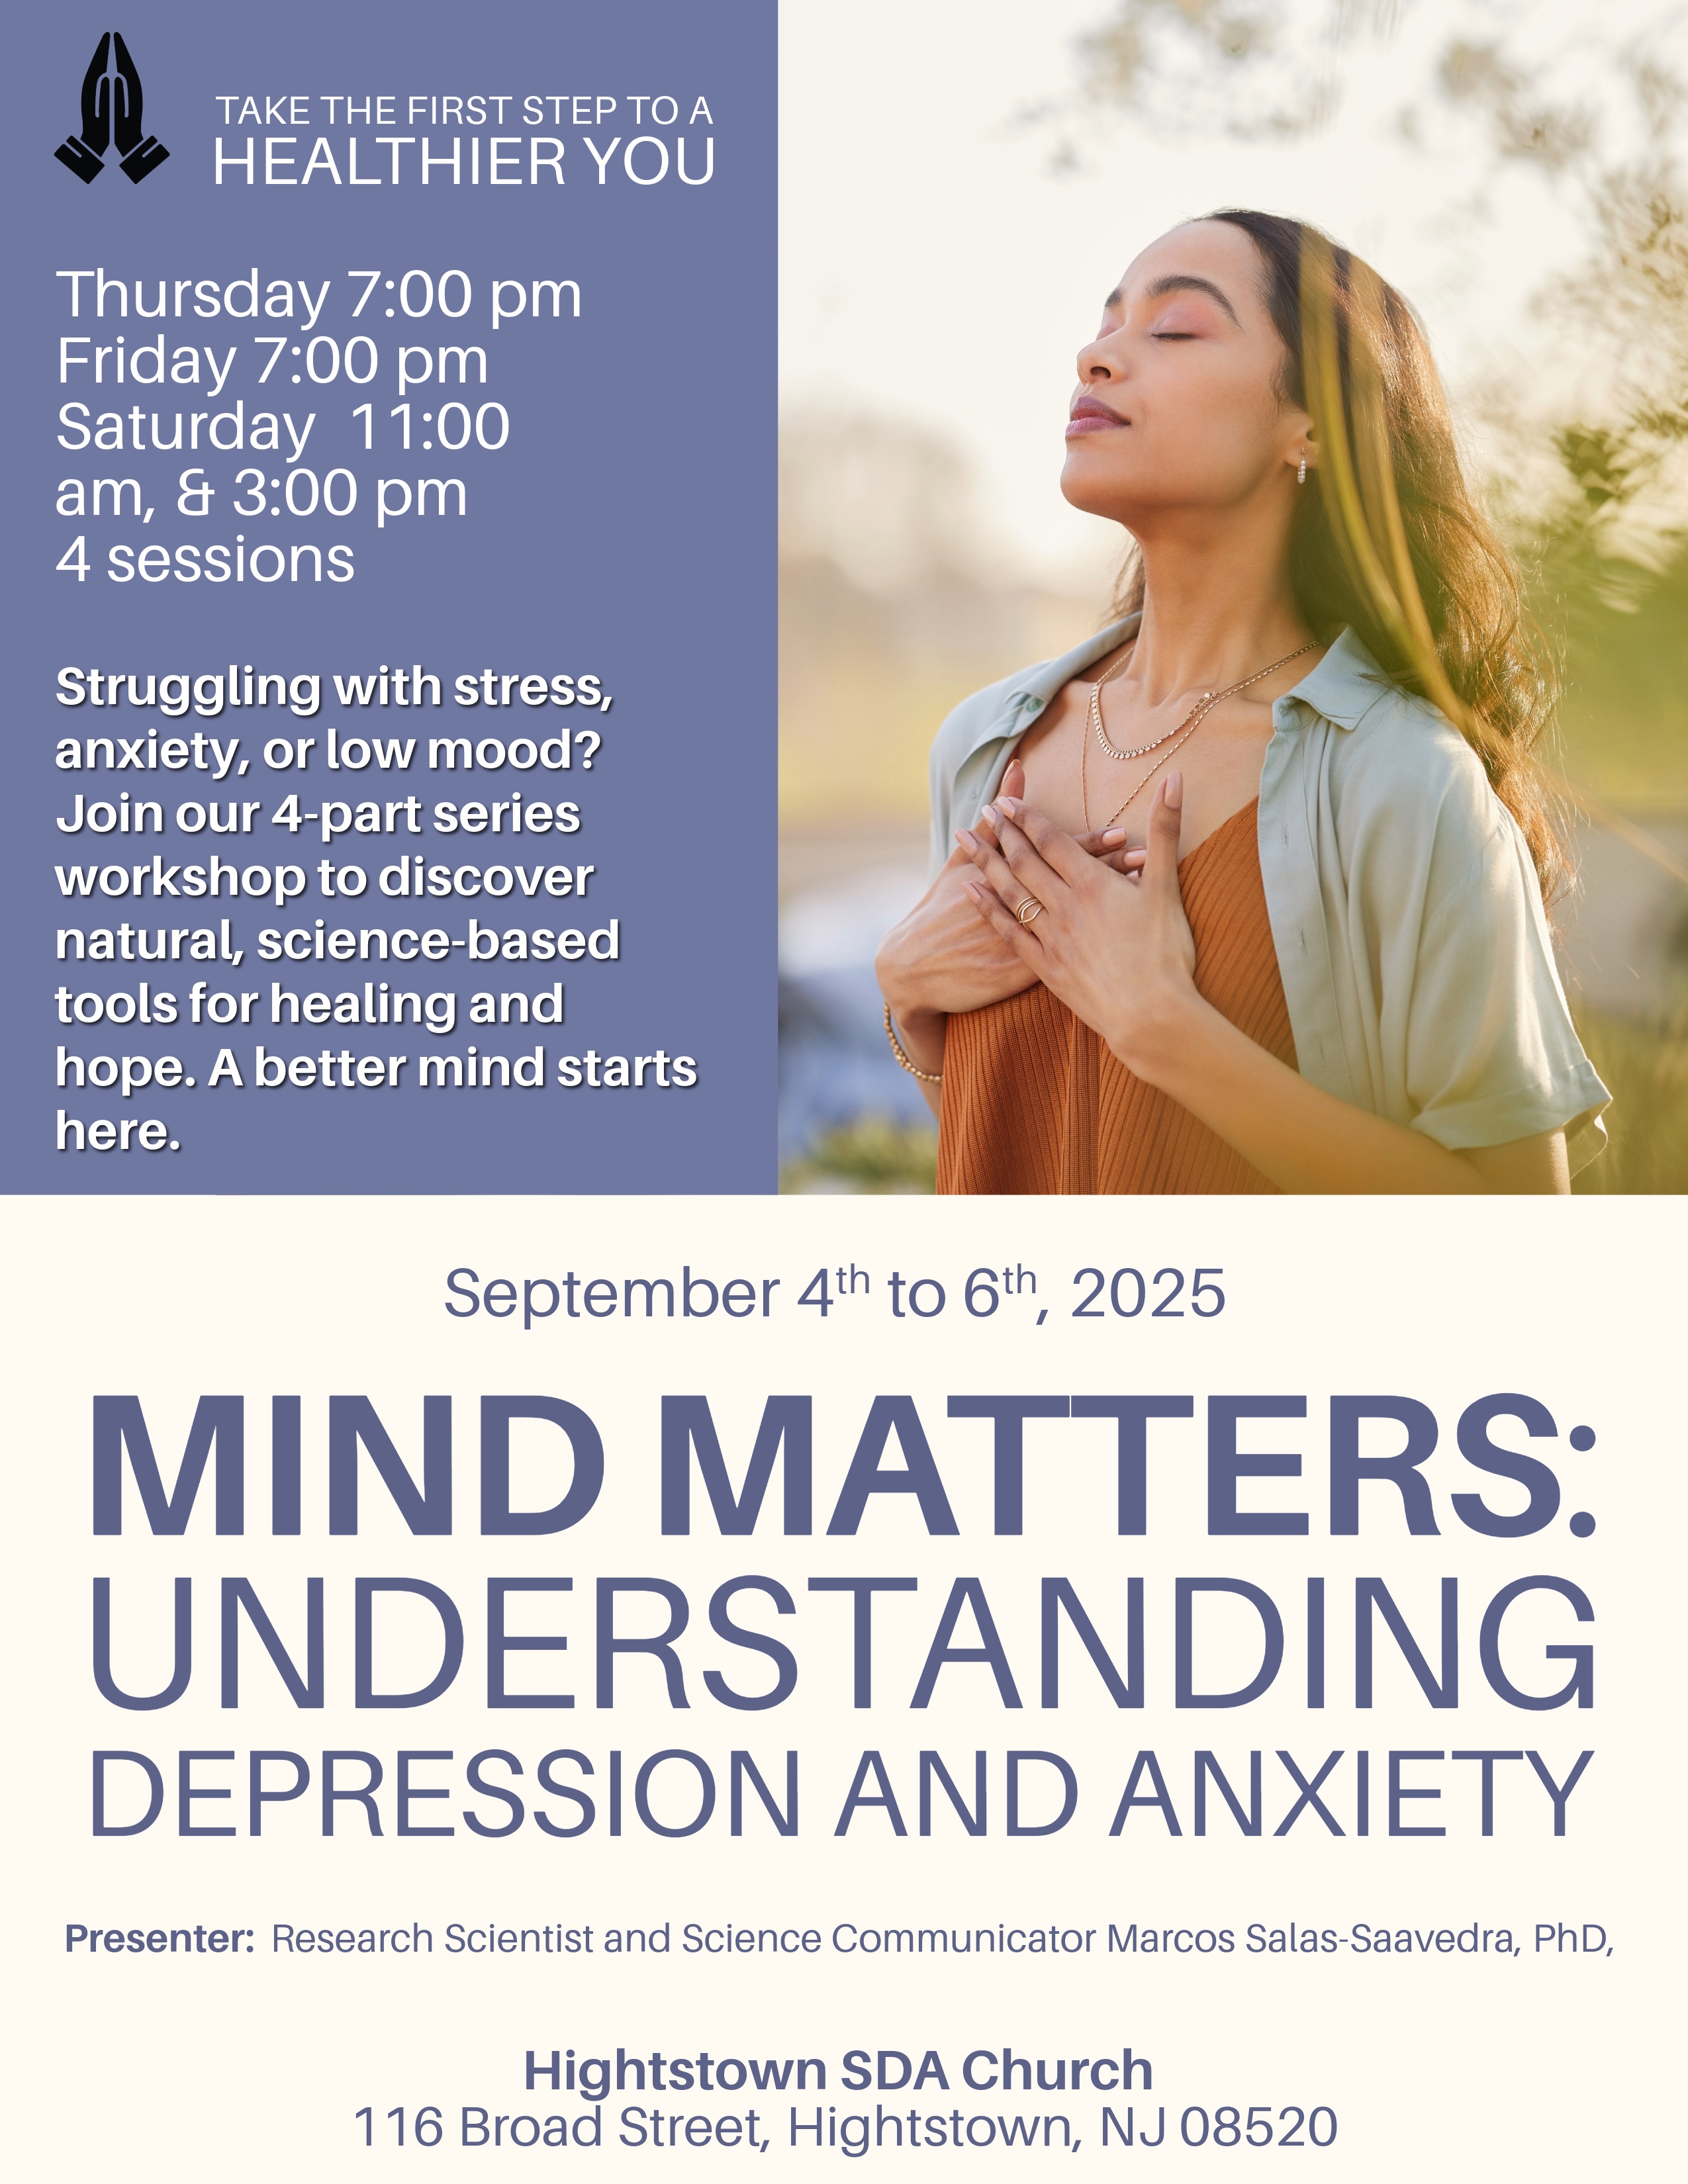 TAKE THE FIRST STEP TO A
HEALTHIER YOU
Thursday 7:00 pm
Friday 7:00 pm
Saturday  11:00
am, & 3:00 pm
4 sessions
Struggling with stress,
anxiety, or low mood?
Join our 4-part series
workshop to discover
natural, science-based
tools for healing and
hope. A better mind starts
here.
September 4th to 6th, 2025
MIND MATTERS:
UNDERSTANDING
DEPRESSION AND ANXIETY
Presenter:  Research Scientist and Science Communicator Marcos Salas-Saavedra, PhD,
Hightstown SDA Church
116 Broad Street, Hightstown, NJ 08520